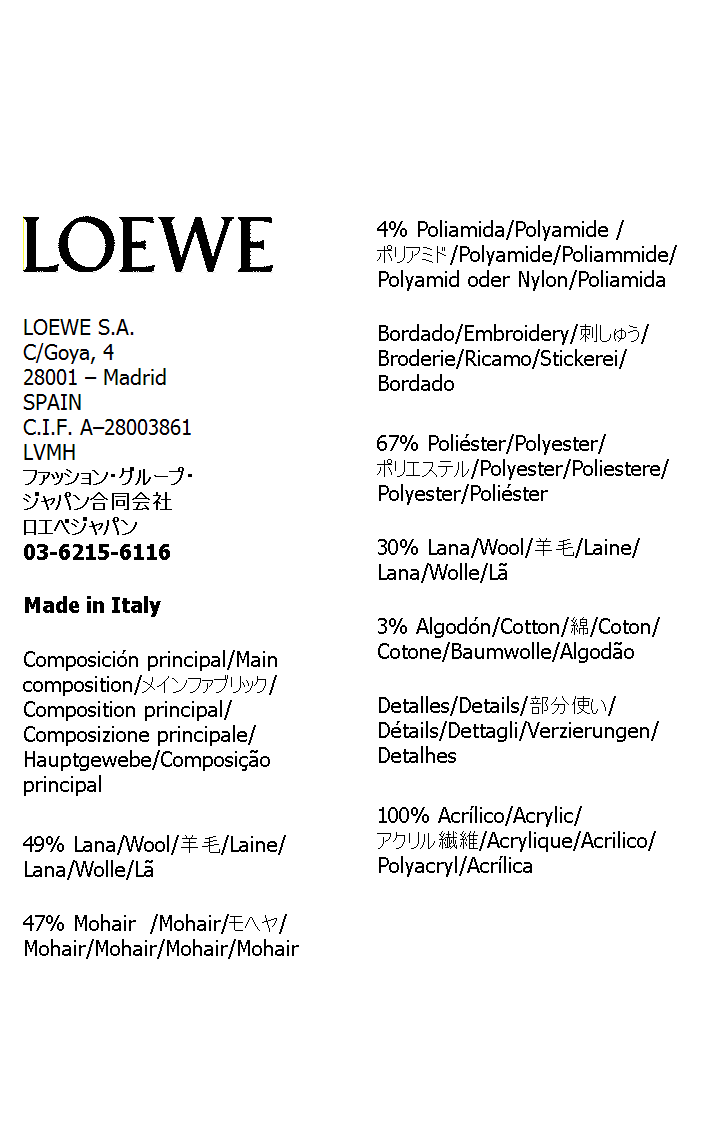 LOEWE
LOEWE S.A.
C/Goya, 4
28001 – Madrid
SPAIN
C.I.F. A–28003861
LVMH
ファッション・グループ・
ジャパン合同会社
ロエベジャパン
03-6215-6116
Made in Italy
Composición principal/Main
composition/メインファブリック/
Composition principal/
Composizione principale/
Hauptgewebe/Composição
principal
49% Lana/Wool/羊毛/Laine/
Lana/Wolle/Lã
47% Mohair  /Mohair/モヘヤ/
Mohair/Mohair/Mohair/Mohair
4% Poliamida/Polyamide /
ポリアミド/Polyamide/Poliammide/
Polyamid oder Nylon/Poliamida
Bordado/Embroidery/刺しゅう/
Broderie/Ricamo/Stickerei/
Bordado
67% Poliéster/Polyester/
ポリエステル/Polyester/Poliestere/
Polyester/Poliéster
30% Lana/Wool/羊毛/Laine/
Lana/Wolle/Lã
3% Algodón/Cotton/綿/Coton/
Cotone/Baumwolle/Algodão
Detalles/Details/部分使い/
Détails/Dettagli/Verzierungen/
Detalhes
100% Acrílico/Acrylic/
アクリル繊維/Acrylique/Acrilico/
Polyacryl/Acrílica